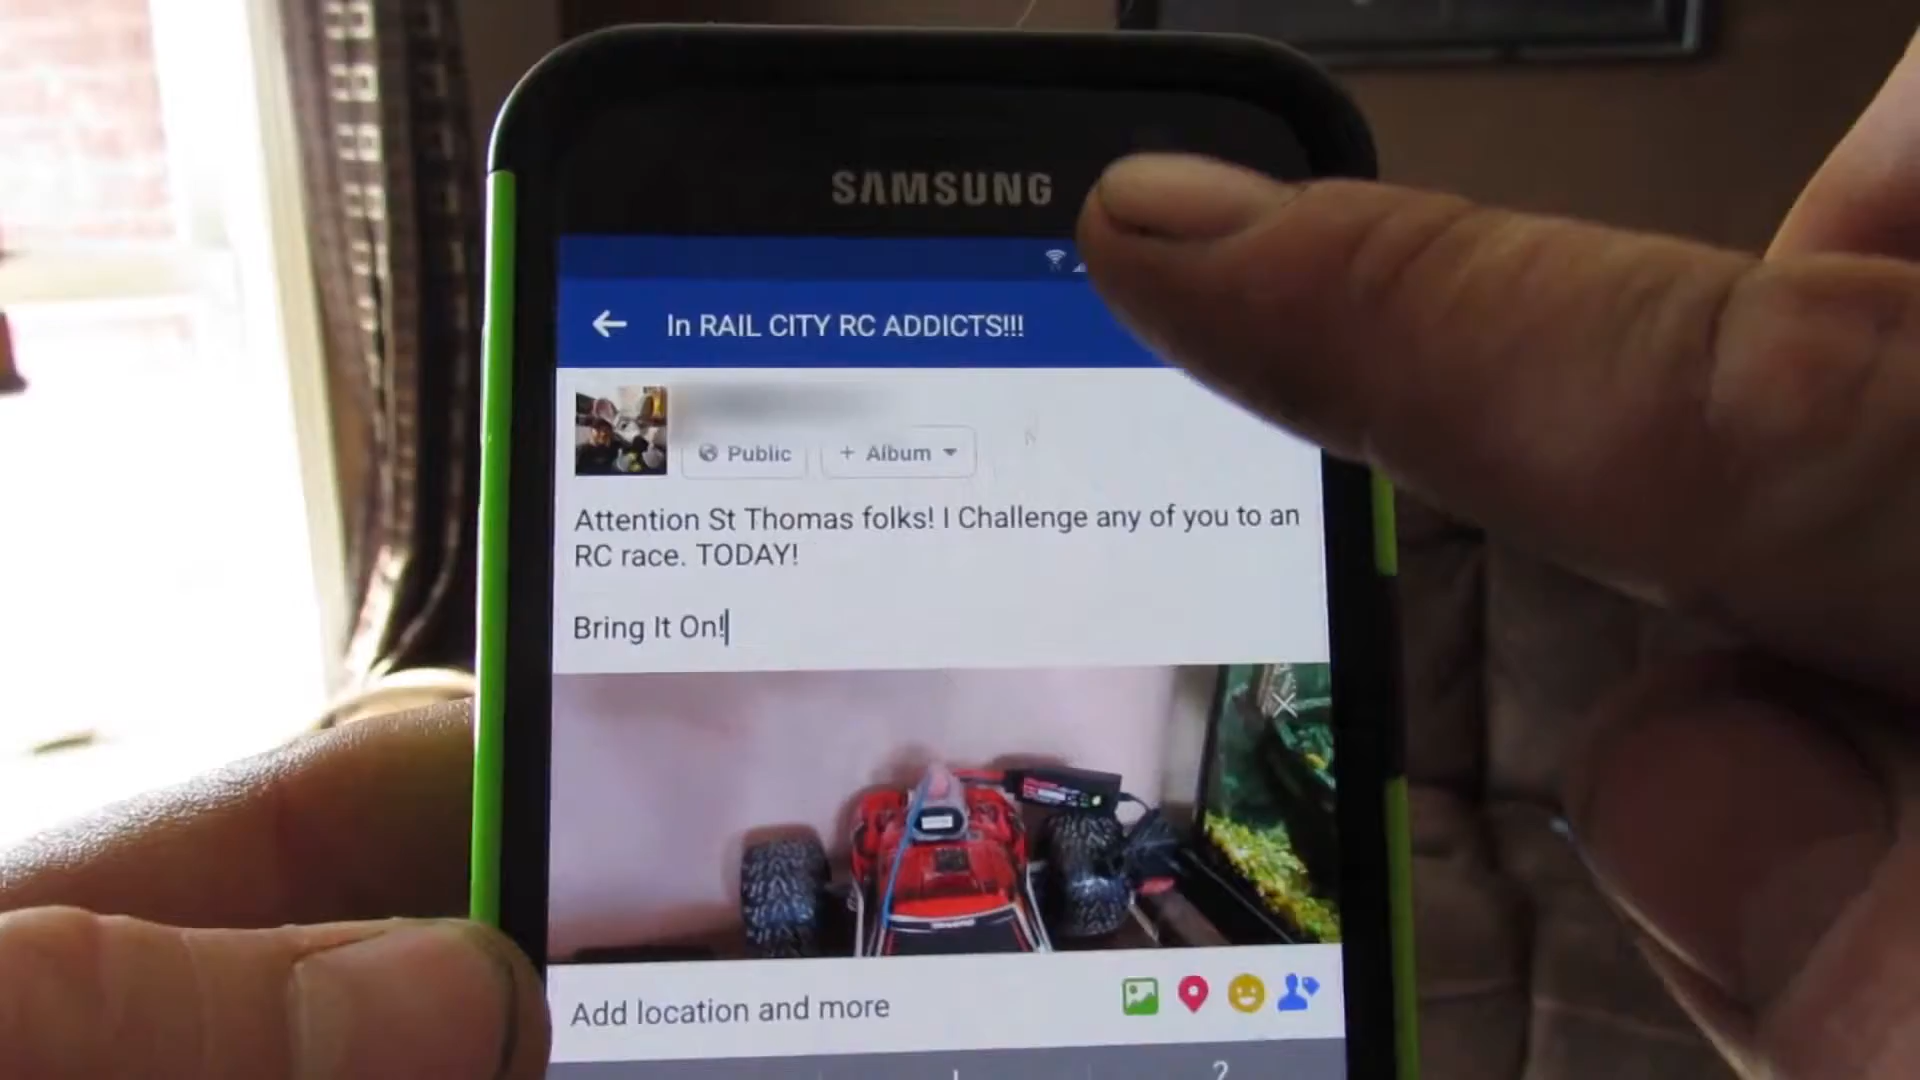 SAMSUNG
In RAIL CITY RC ADDICTS!!!
Public
+ Album
Attention St Thomas folks! I Challenge any of you to an
RC race. TODAY!
Bring It On!
Add location and more
?